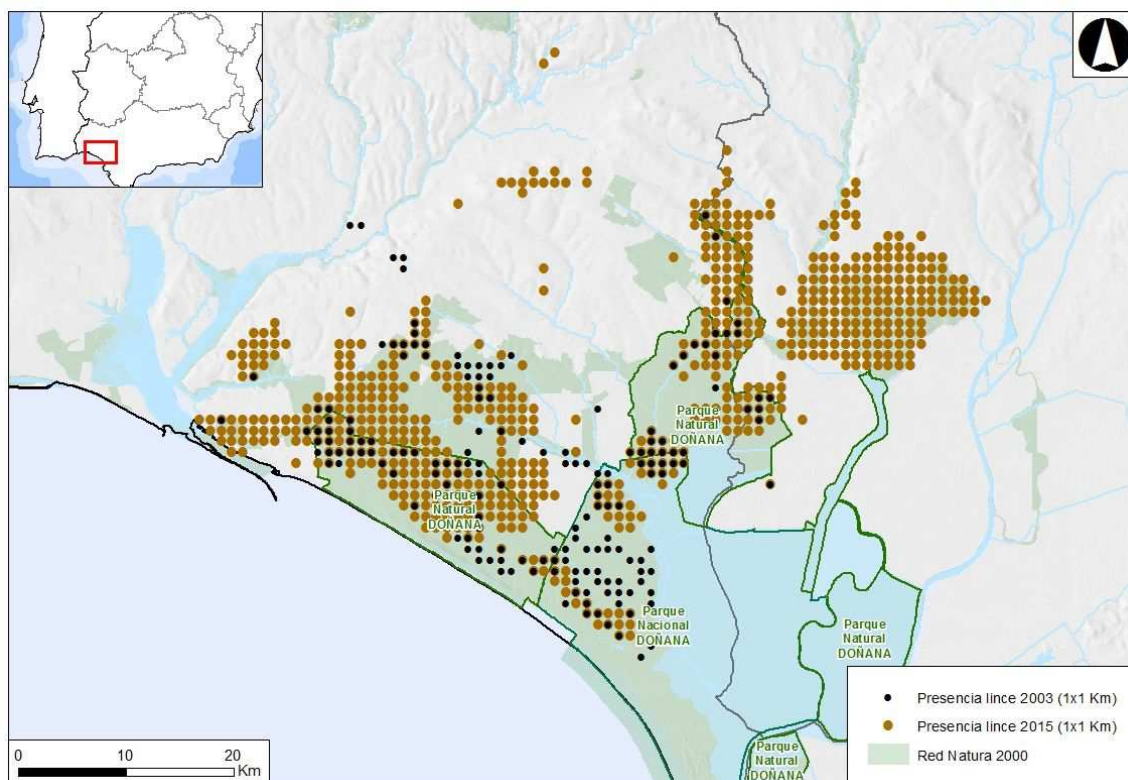 Parque
Natural
DOÑANA
Parque
Natural
DOÑANA
Parque
Nacional
DOÑANA
Parque
Natural
DOÑANA
Parque
Natural
DOÑANA
Presencia lince 2003 (1x1 Km)
Presencia lince 2015 (1x1 Km)
Red Natura 2000
0 10 20
Km